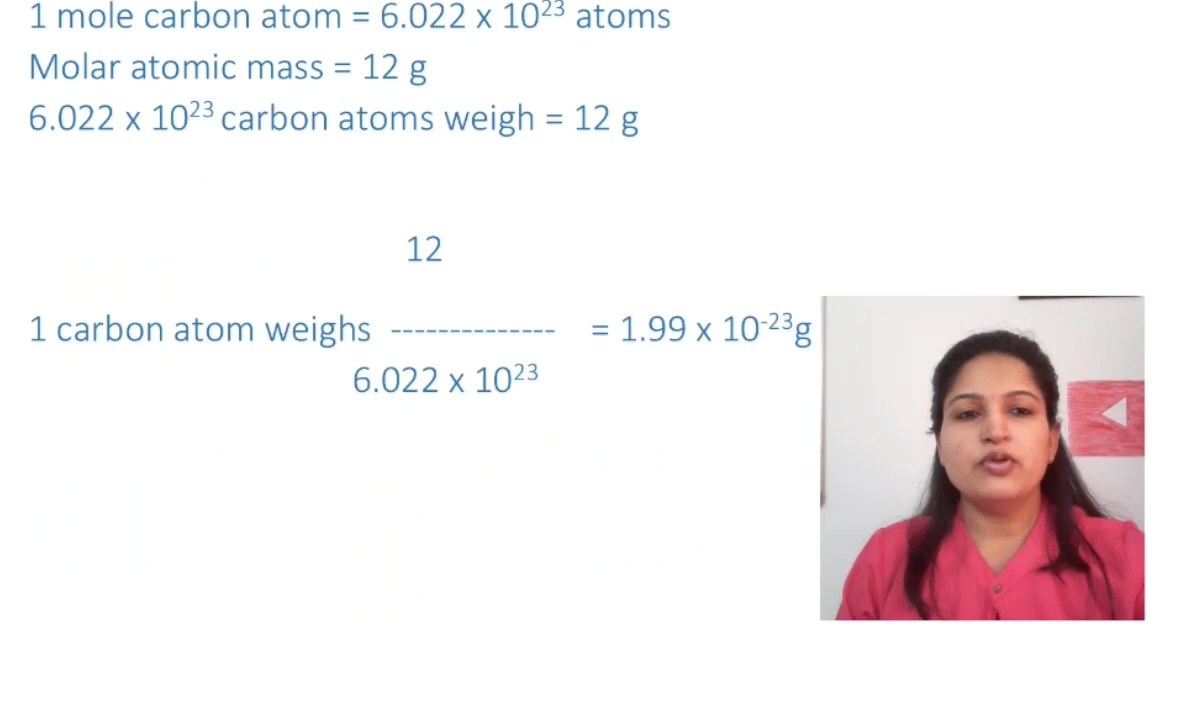 1 mole carbon atom = 6.022 x 10²³ atoms
Molar atomic mass = 12 g
6.022 x 10²³ carbon atoms weigh = 12 g
12
1 carbon atom weighs -------------- = 1.99 x 10⁻²³g
6.022 x 10²³